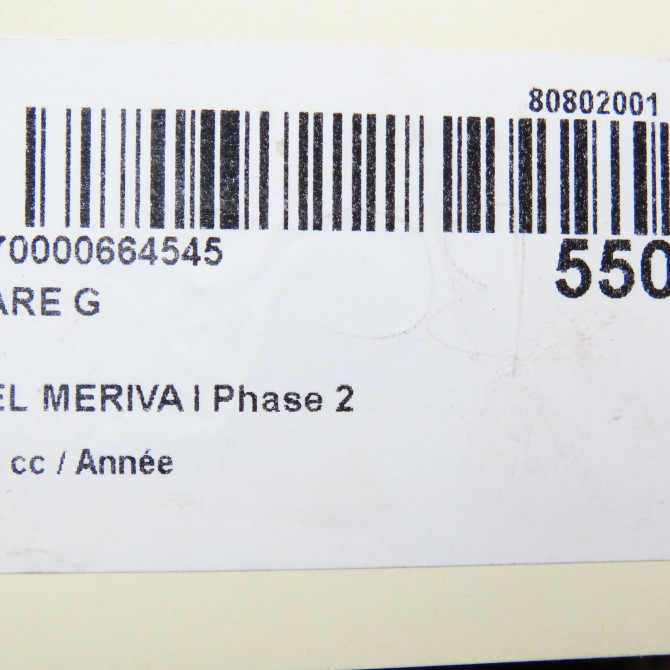 80802001
70000664545
550
ARE G
EL MERIVA I Phase 2
cc / Année